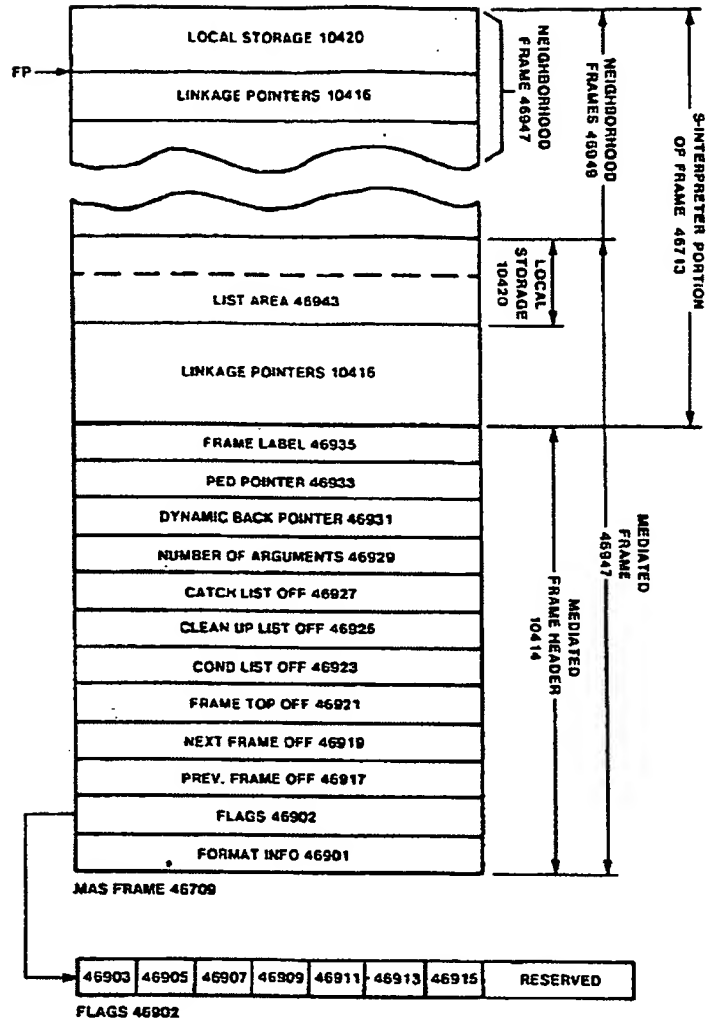 LOCAL STORAGE 10420
FP
LINKAGE POINTERS 10416
NEIGHBORHOOD
FRAME 46947
NEIGHBORHOOD
FRAMES 46949
S-INTERPRETER PORTION
OF FRAME 46713
LIST AREA 46943
LOCAL
STORAGE
10420
LINKAGE POINTERS 10416
FRAME LABEL 46935
PED POINTER 46933
DYNAMIC BACK POINTER 46931
NUMBER OF ARGUMENTS 46929
CATCH LIST OFF 46927
CLEAN UP LIST OFF 46925
COND LIST OFF 46923
FRAME TOP OFF 46921
NEXT FRAME OFF 46919
PREV. FRAME OFF 46917
FLAGS 46902
FORMAT INFO 46901
MEDIATED
FRAME HEADER
10414
MEDIATED
FRAME
46947
MAS FRAME 46709
46903 46905 46907 46909 46911 46913 46915 RESERVED
FLAGS 46902